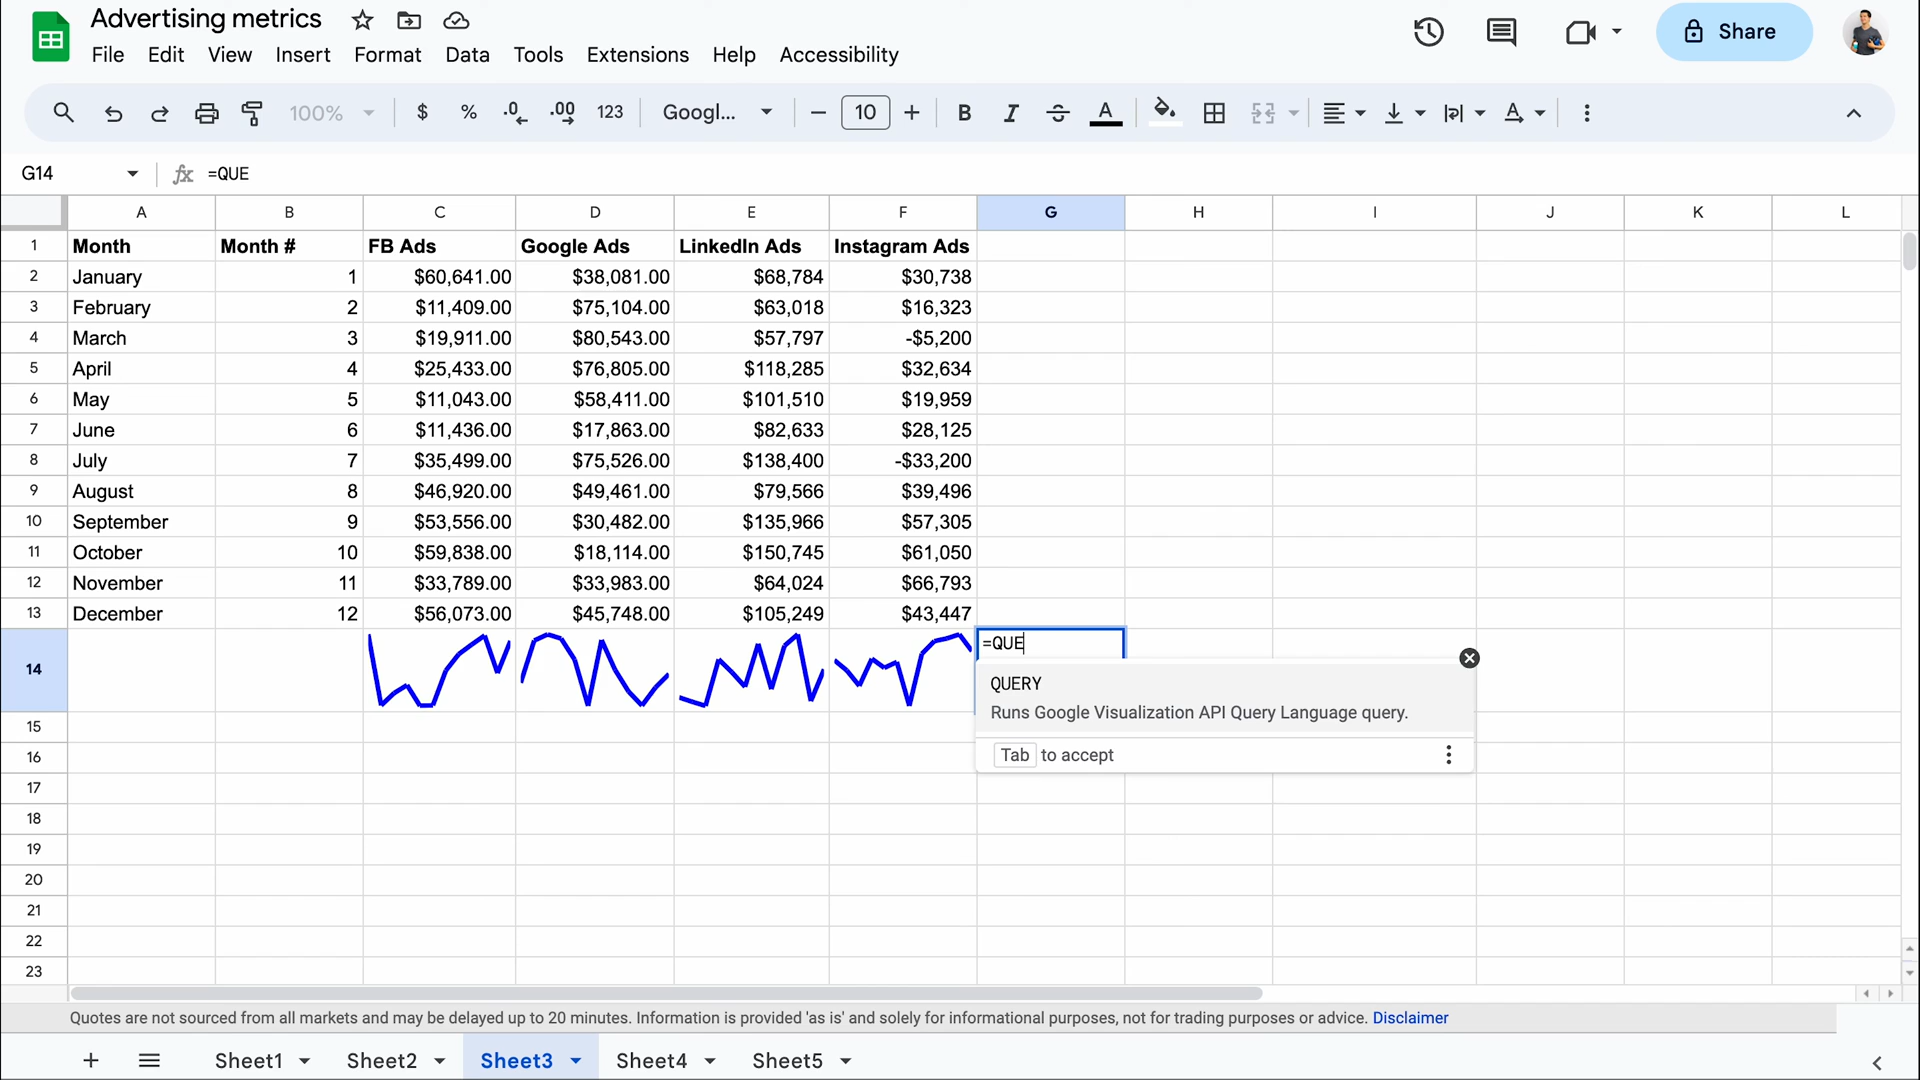 Advertising metrics
File Edit View Insert Format Data Tools Extensions Help Accessibility
Share
100% $ % .0 .00 123 Googl... 10 B I S A A
G14 fx =QUE
A B C D E F G H I J K L
1 Month Month # FB Ads Google Ads LinkedIn Ads Instagram Ads
2 January 1 $60,641.00 $38,081.00 $68,784 $30,738
3 February 2 $11,409.00 $75,104.00 $63,018 $16,323
4 March 3 $19,911.00 $80,543.00 $57,797 -$5,200
5 April 4 $25,433.00 $76,805.00 $118,285 $32,634
6 May 5 $11,043.00 $58,411.00 $101,510 $19,959
7 June 6 $11,436.00 $17,863.00 $82,633 $28,125
8 July 7 $35,499.00 $75,526.00 $138,400 -$33,200
9 August 8 $46,920.00 $49,461.00 $79,566 $39,496
10 September 9 $53,556.00 $30,482.00 $135,966 $57,305
11 October 10 $59,838.00 $18,114.00 $150,745 $61,050
12 November 11 $33,789.00 $33,983.00 $64,024 $66,793
13 December 12 $56,073.00 $45,748.00 $105,249 $43,447
14 =QUE
QUERY
Runs Google Visualization API Query Language query.
Tab to accept
15
16
17
18
19
20
21
22
23
Quotes are not sourced from all markets and may be delayed up to 20 minutes. Information is provided 'as is' and solely for informational purposes, not for trading purposes or advice. Disclaimer
Sheet1 Sheet2 Sheet3 Sheet4 Sheet5